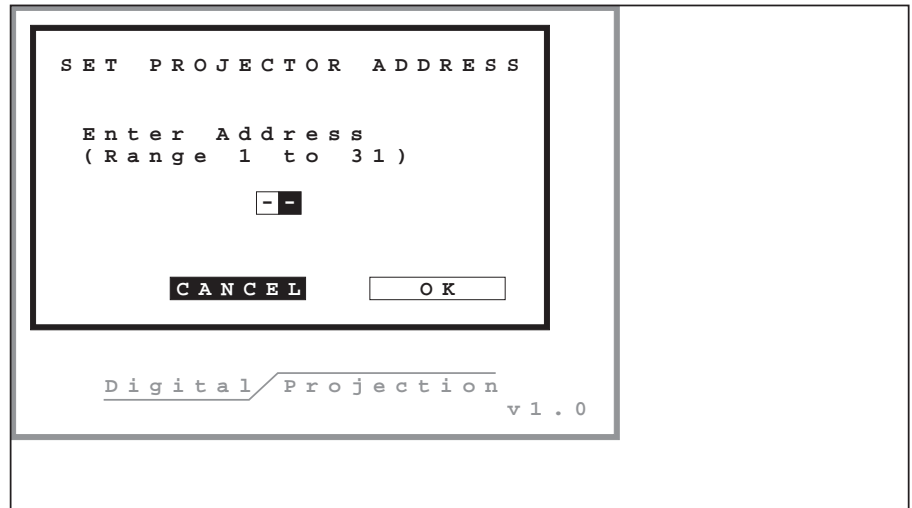 SET PROJECTOR ADDRESS
Enter Address
(Range 1 to 31)
--
CANCEL OK
Digital Projection
v1.0